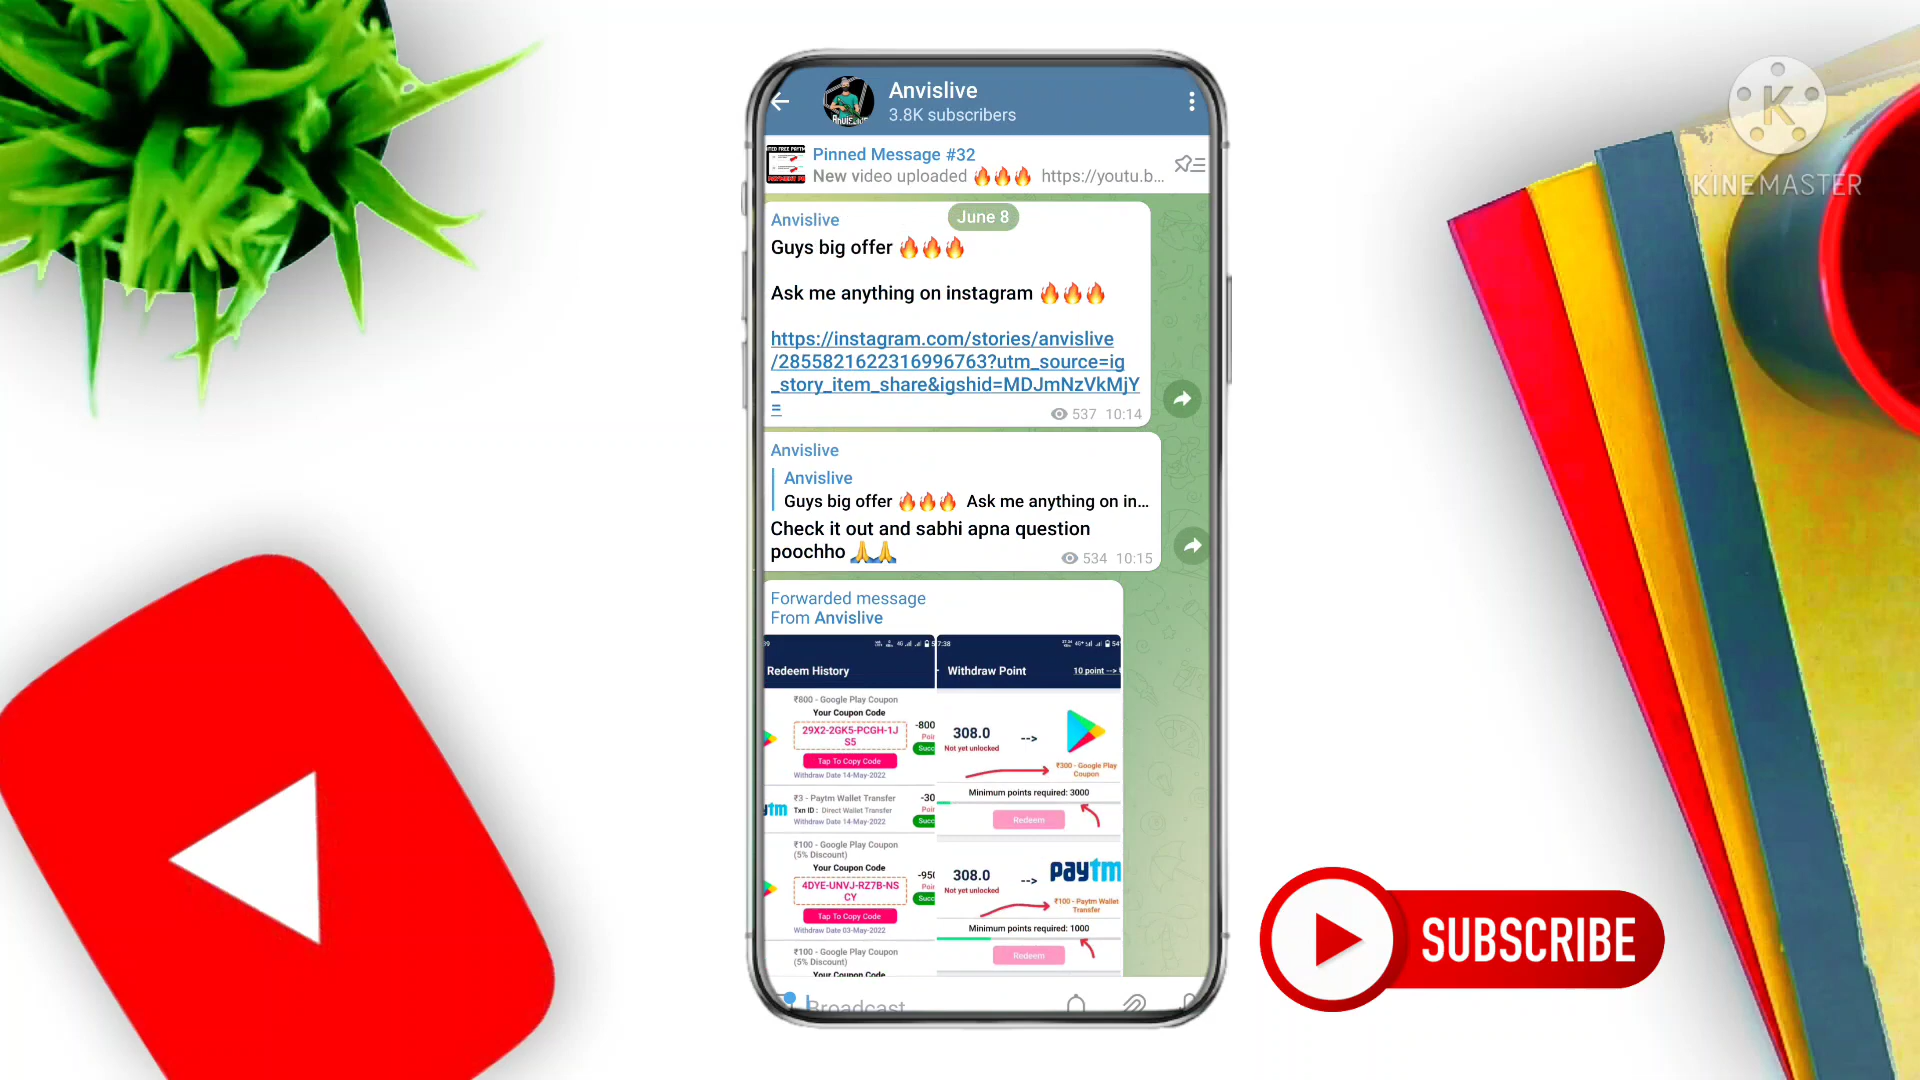 Anvislive
3.8K subscribers
Pinned Message #32
New video uploaded 🔥🔥🔥 https://youtu.b...
June 8
Anvislive
Guys big offer 🔥🔥🔥
Ask me anything on instagram 🔥🔥🔥
https://instagram.com/stories/anvislive
/2855821622316996763?utm_source=ig
_story_item_share&igshid=MDJmNzVkMjY
=
537 10:14
Anvislive
Anvislive
Guys big offer 🔥🔥🔥 Ask me anything on in...
Check it out and sabhi apna question
poochho 🙏🙏
534 10:15
Forwarded message
From Anvislive
Redeem History
₹800 - Google Play Coupon
Your Coupon Code
29X2-2GK5-PCGH-1J
S5
-800
Tap To Copy Code
Withdraw Date 14-May-2022
₹3 - Paytm Wallet Transfer
Txn ID : Direct Wallet Transfer
Withdraw Date 14-May-2022
-30
₹100 - Google Play Coupon
(5% Discount)
Your Coupon Code
4DYE-UNVJ-RZ7B-NS
CY
-950
Tap To Copy Code
Withdraw Date 03-May-2022
₹100 - Google Play Coupon
(5% Discount)
Your Coupon Code
7:38
Withdraw Point
10 point -->
308.0
-->
Not yet unlocked
₹300 - Google Play
Coupon
Minimum points required: 3000
Redeem
308.0
-->
paytm
Not yet unlocked
₹100 - Paytm Wallet
Transfer
Minimum points required: 1000
Redeem
Broadcast
K
KINEMASTER
SUBSCRIBE